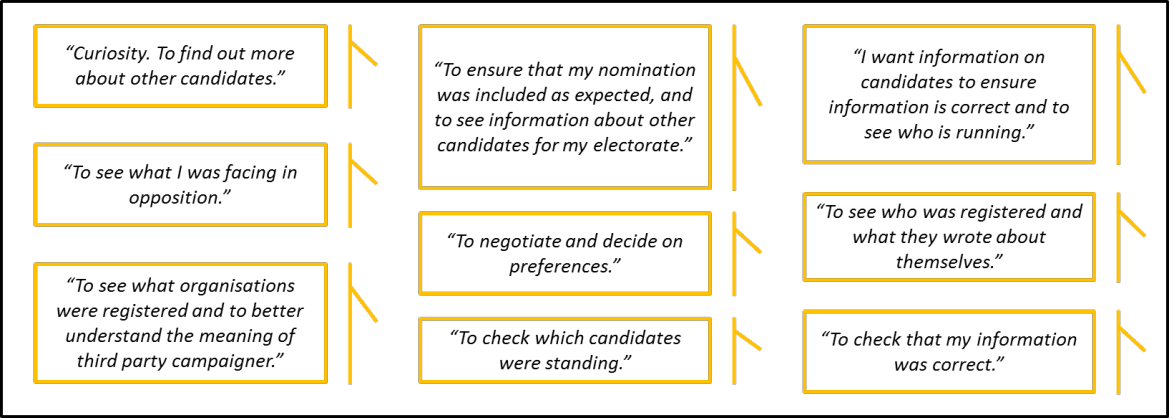 “Curiosity. To find out more
about other candidates.”
“To see what I was facing in
opposition.”
“To see what organisations
were registered and to better
understand the meaning of
third party campaigner.”
“To ensure that my nomination
was included as expected, and
to see information about other
candidates for my electorate.”
“To negotiate and decide on
preferences.”
“To check which candidates
were standing.”
“I want information on
candidates to ensure
information is correct and to
see who is running.”
“To see who was registered and
what they wrote about
themselves.”
“To check that my information
was correct.”